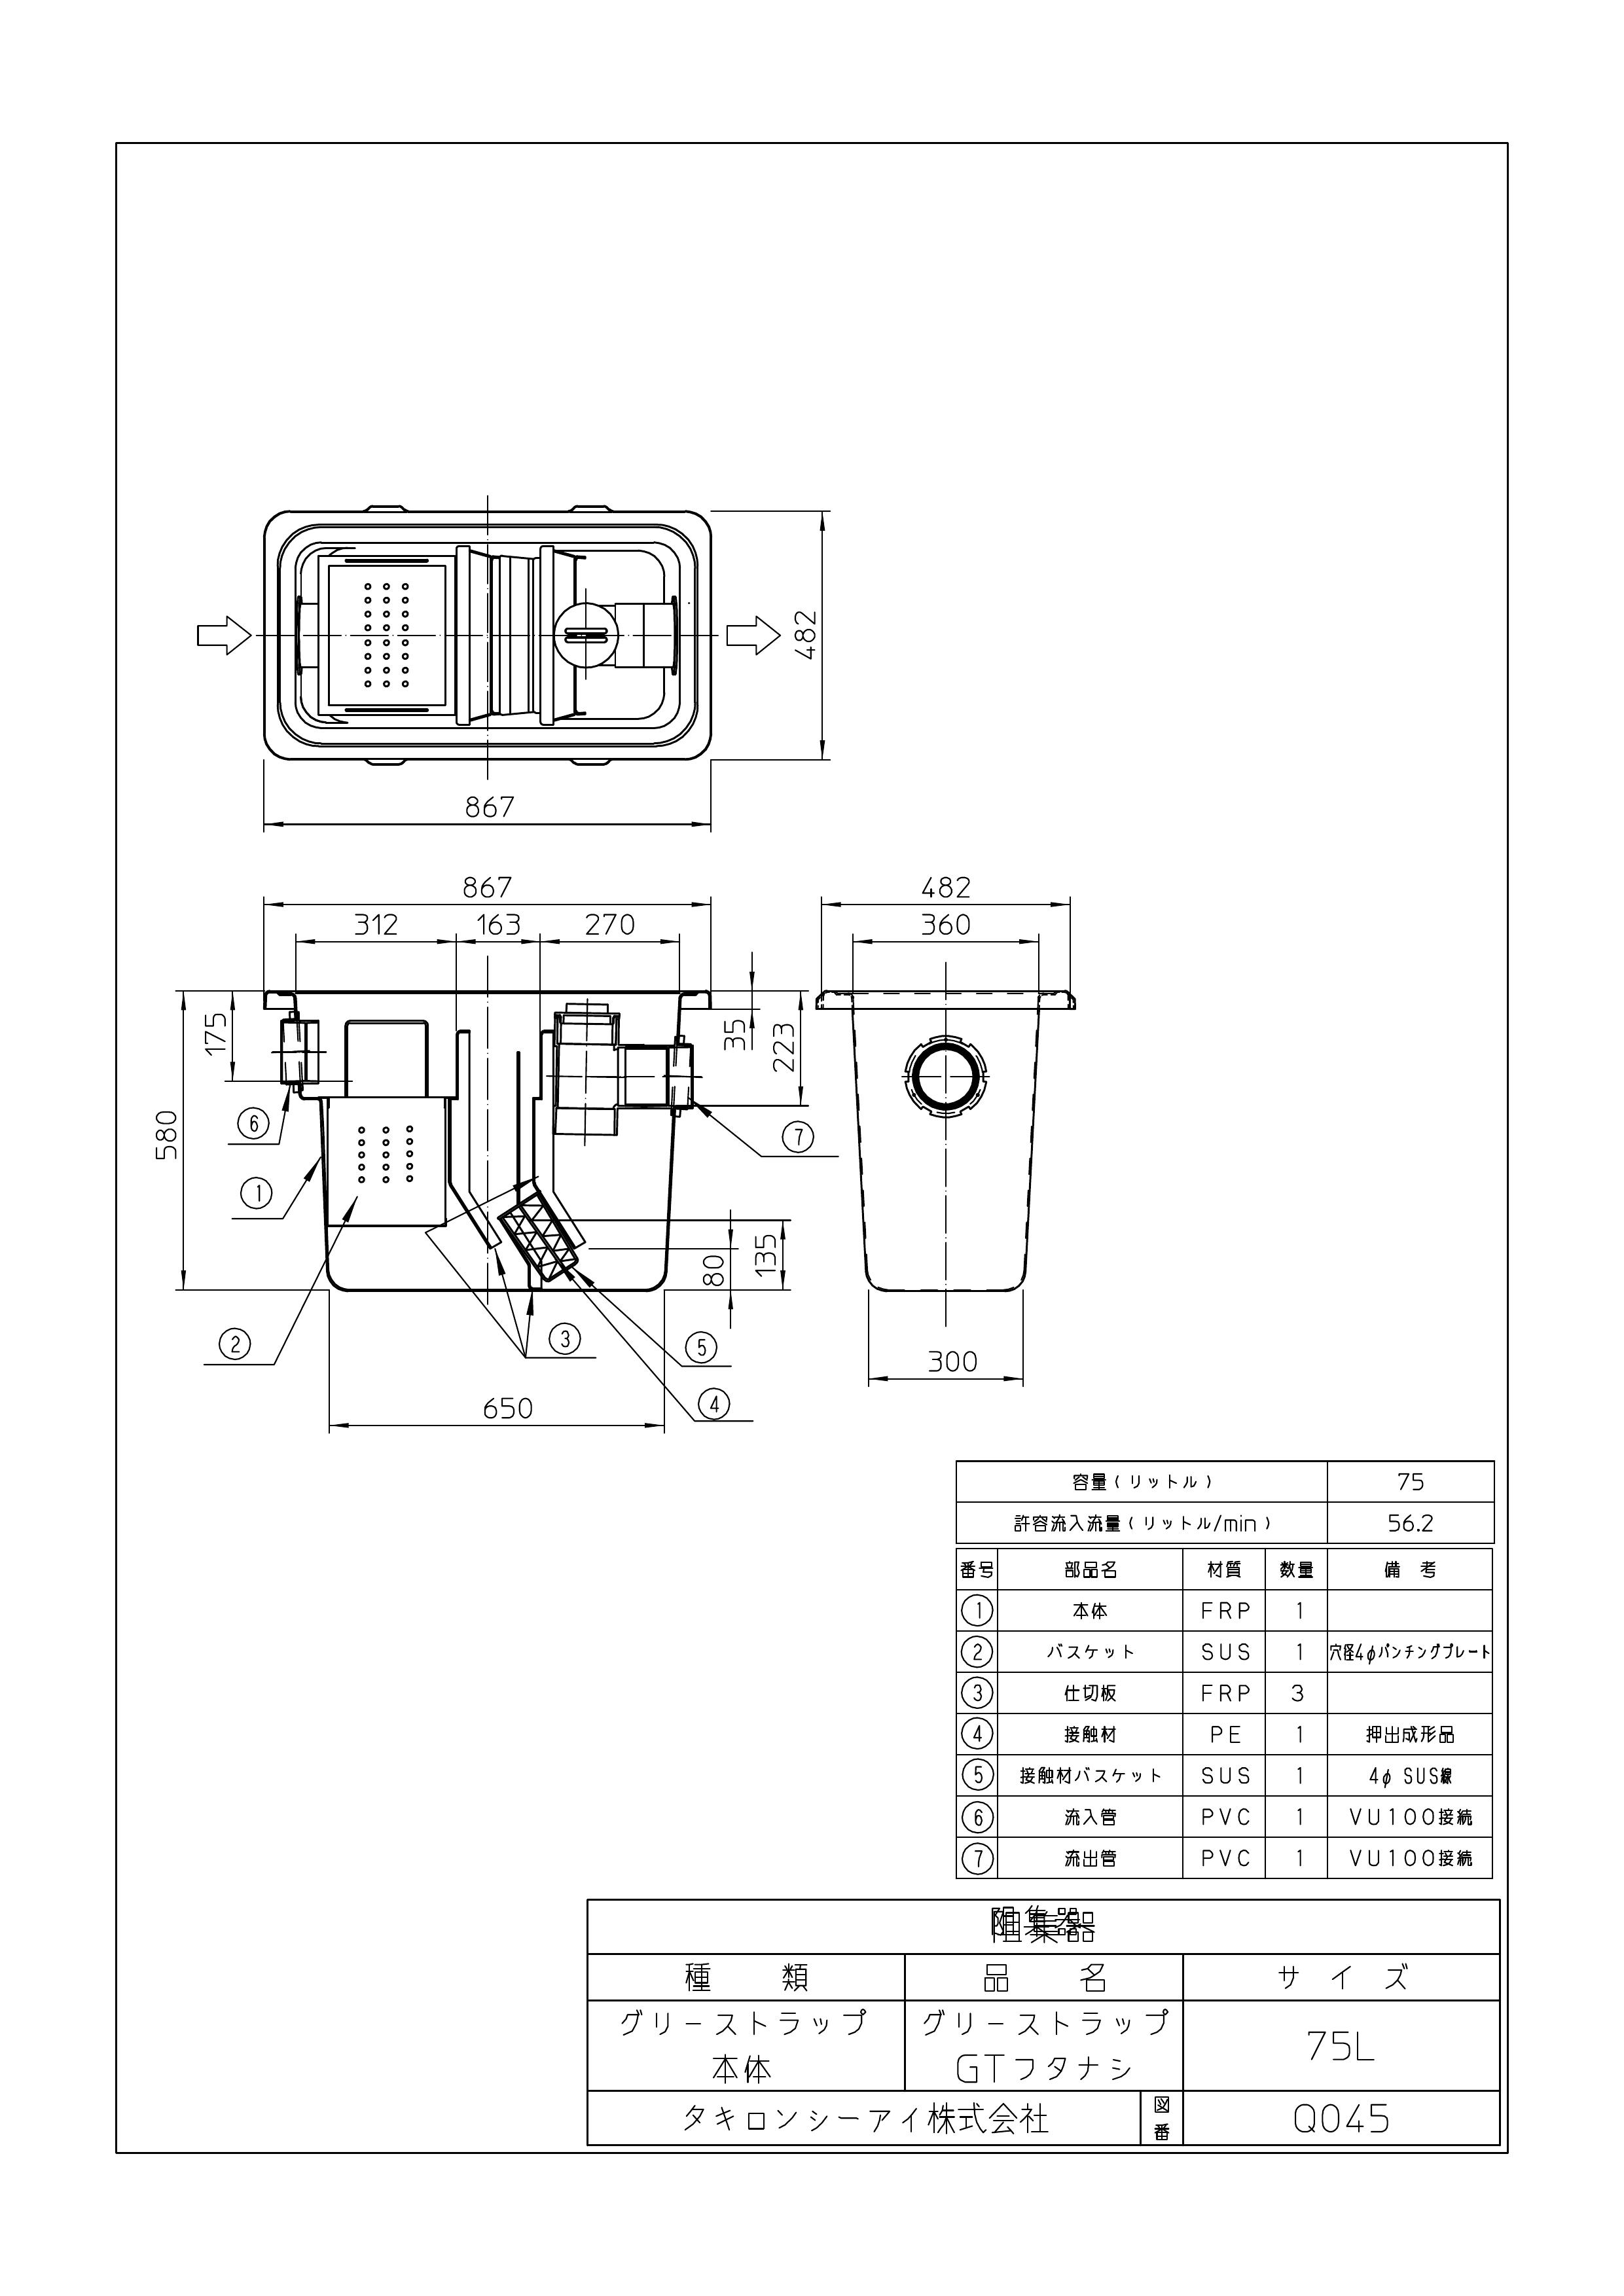 482
867
867
312 163 270
482
360
175
580
35
223
135
80
650
300
⑥
①
②
③
⑤
④
⑦
容量(リットル) 75
許容流入流量(リットル/min) 56.2
番号 部品名 材質 数量 備 考
① 本体 FRP 1
② バスケット SUS 1 穴径4φパンチングプレート
③ 仕切板 FRP 3
④ 接触材 PE 1 押出成形品
⑤ 接触材バスケット SUS 1 4φ SUS線
⑥ 流入管 PVC 1 VU100接続
⑦ 流出管 PVC 1 VU100接続
阻集器
種 類 品 名 サ イ ズ
グリーストラップ グリーストラップ 75L
本体 GTフタナシ
タキロンシーアイ株式会社 図番 Q045